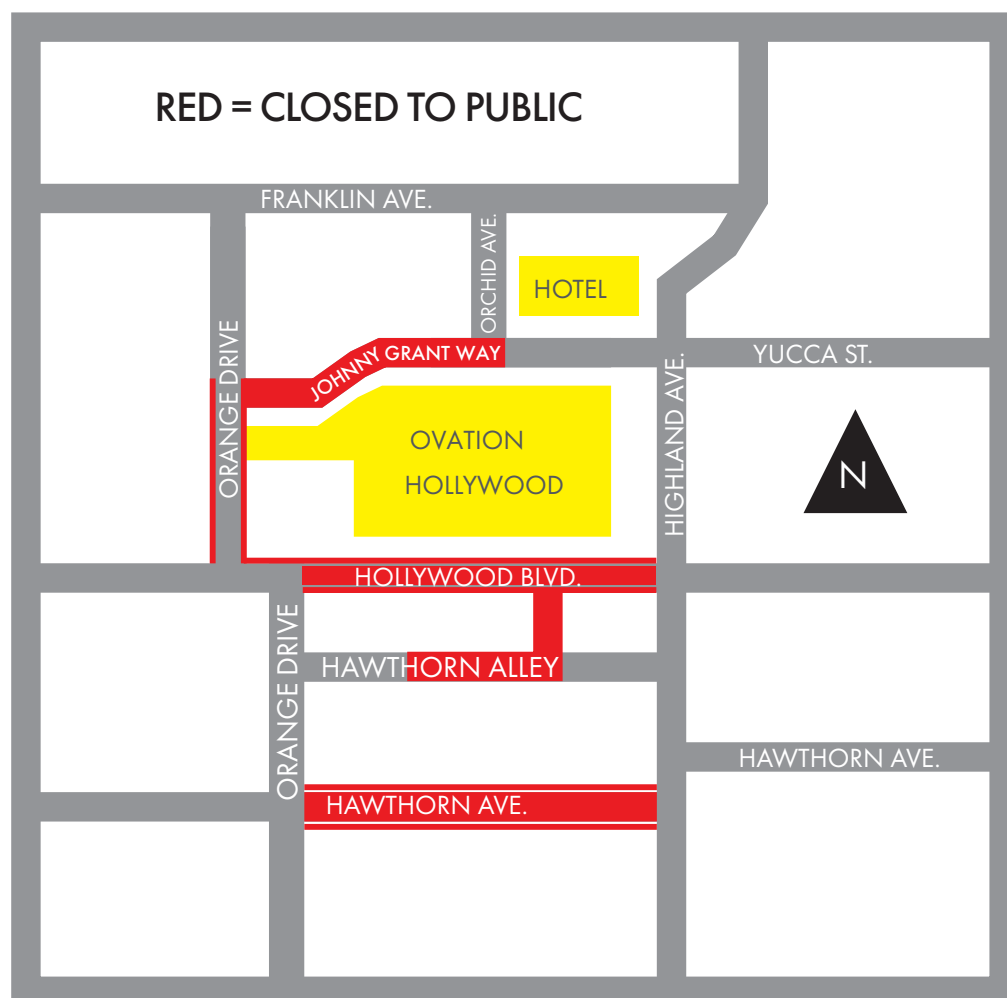 RED = CLOSED TO PUBLIC
FRANKLIN AVE.
ORCHID AVE.
HOTEL
ORANGE DRIVE
JOHNNY GRANT WAY
YUCCA ST.
HIGHLAND AVE.
OVATION
HOLLYWOOD
N
HOLLYWOOD BLVD.
ORANGE DRIVE
HAWTHORN ALLEY
HAWTHORN AVE.
HAWTHORN AVE.